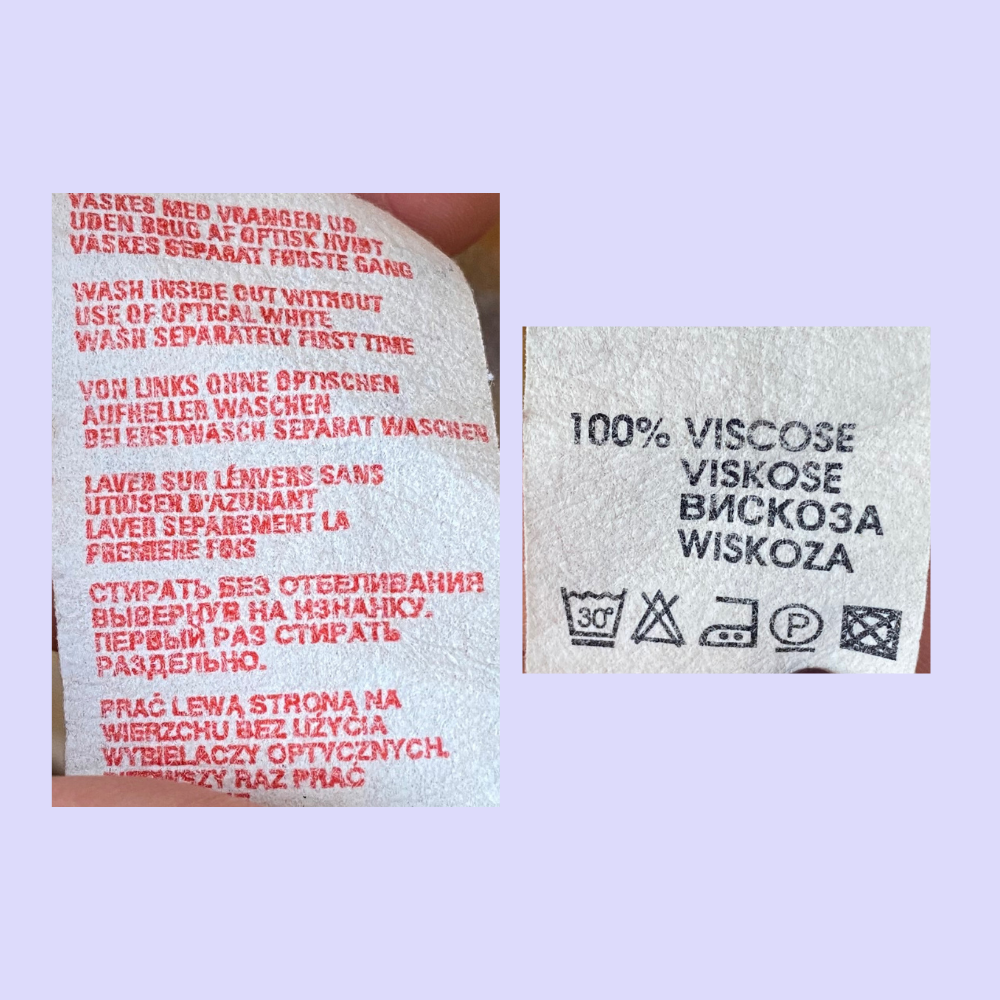 VASKES MED VRANGEN UD
UDEN BRUG AF OPTISK HVIDT
VASKES SEPARAT FØRSTE GANG
WASH INSIDE OUT WITHOUT
USE OF OPTICAL WHITE
WASH SEPARATELY FIRST TIME
VON LINKS OHNE OPTISCHEN
AUFHELLER WASCHEN
BEI ERSTWASCH SEPARAT WASCHEN
LAVER SUR LÉNVERS SANS
UTILISER D'AZURANT
LAVER SEPAREMENT LA
PREMIERE FOIS
СТИРАТЬ БЕЗ ОТБЕЛИВАНИЯ
ВЫВЕРНУВ НА ИЗНАНКУ.
ПЕРВЫЙ РАЗ СТИРАТЬ
РАЗДЕЛЬНО.
PRAĆ LEWĄ STRONĄ NA
WIERZCHU BEZ UŻYCIA
WYBIELACZY OPTYCZNYCH.
RAZ PRAĆ
100% VISCOSE
VISKOSE
ВИСКОЗА
WISKOZA
30°
P